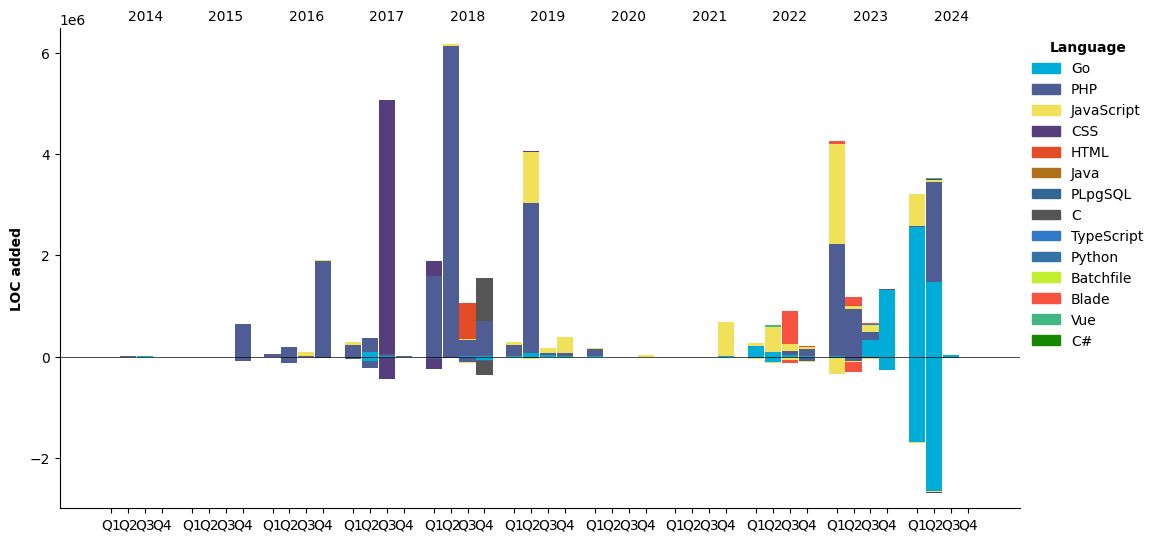 2014 2015 2016 2017 2018 2019 2020 2021 2022 2023 2024
1e6
6
4
2
0
−2
LOC added
Q1Q2Q3Q4 Q1Q2Q3Q4 Q1Q2Q3Q4 Q1Q2Q3Q4 Q1Q2Q3Q4 Q1Q2Q3Q4 Q1Q2Q3Q4 Q1Q2Q3Q4 Q1Q2Q3Q4 Q1Q2Q3Q4 Q1Q2Q3Q4
Language
Go
PHP
JavaScript
CSS
HTML
Java
PLpgSQL
C
TypeScript
Python
Batchfile
Blade
Vue
C#